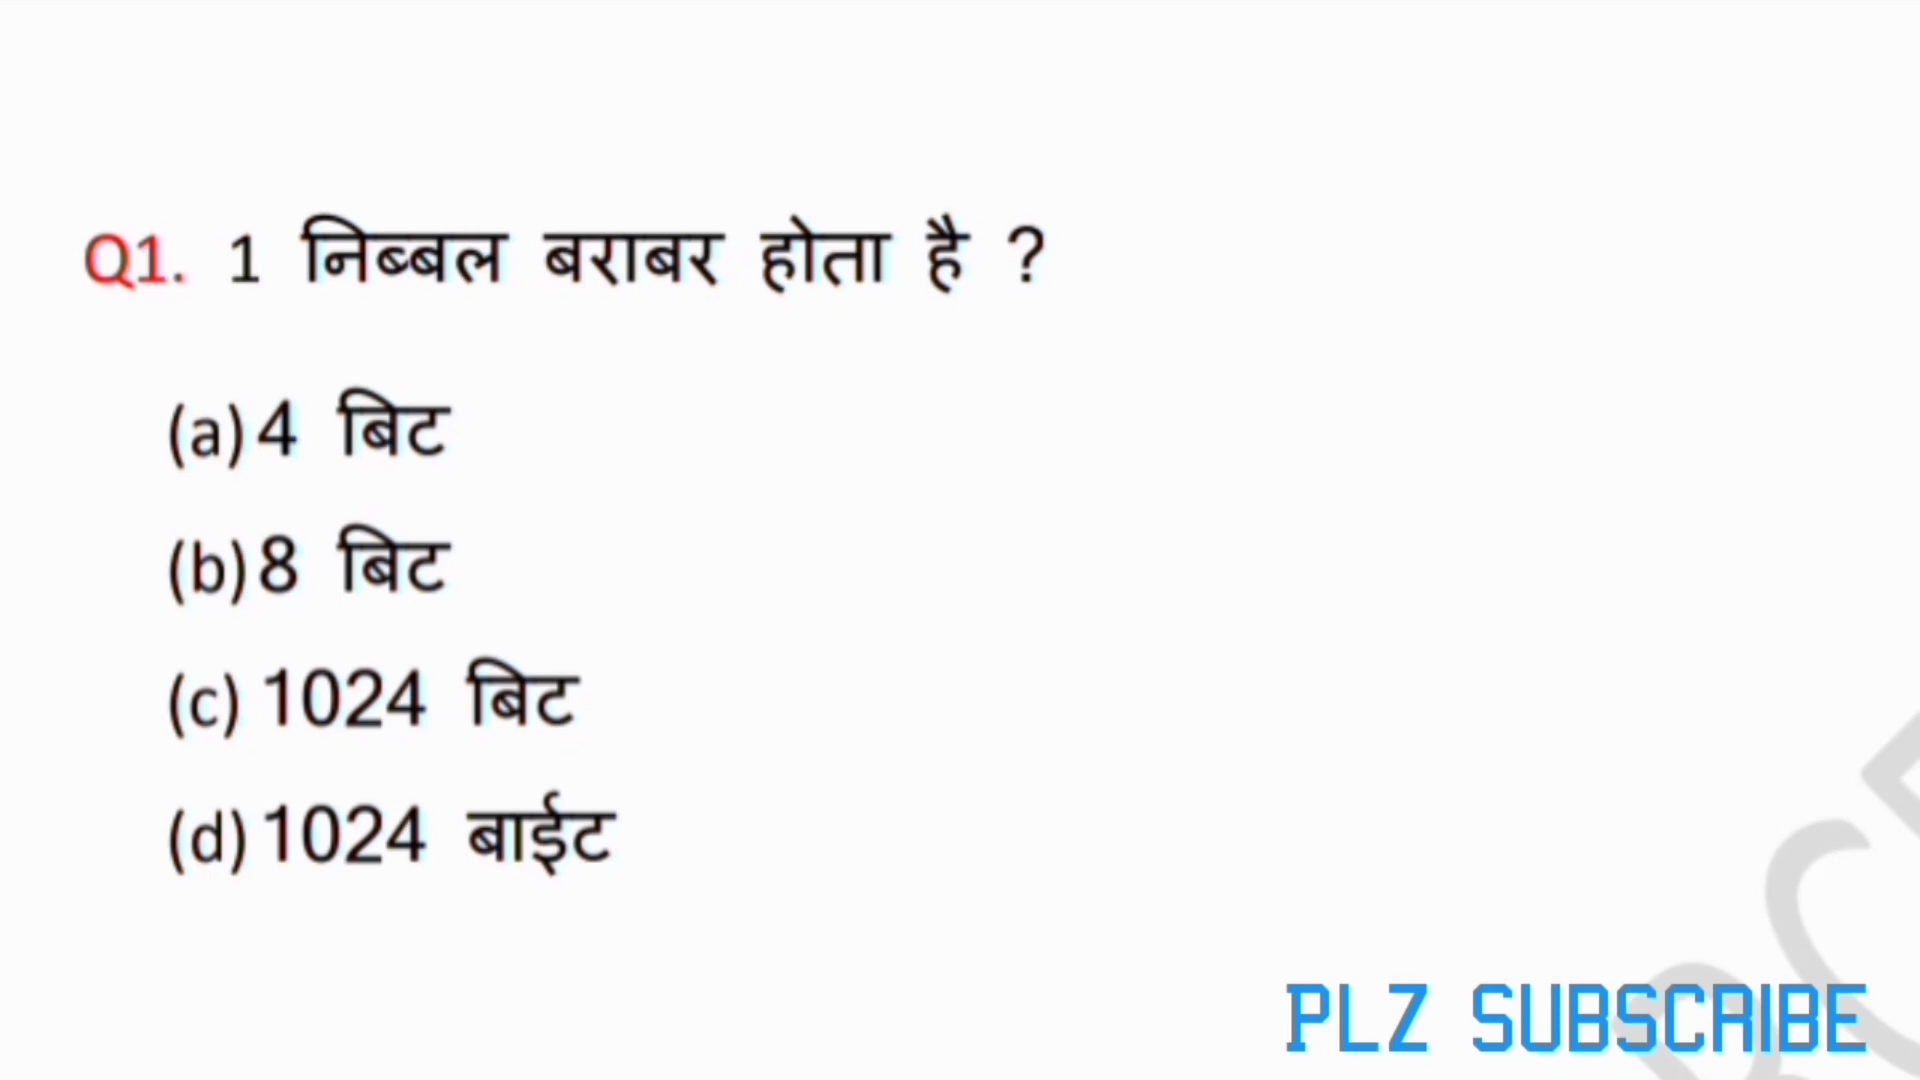 Q1. 1 निब्बल बराबर होता है ?
(a) 4 बिट
(b) 8 बिट
(c) 1024 बिट
(d) 1024 बाईट
PLZ SUBSCRIBE